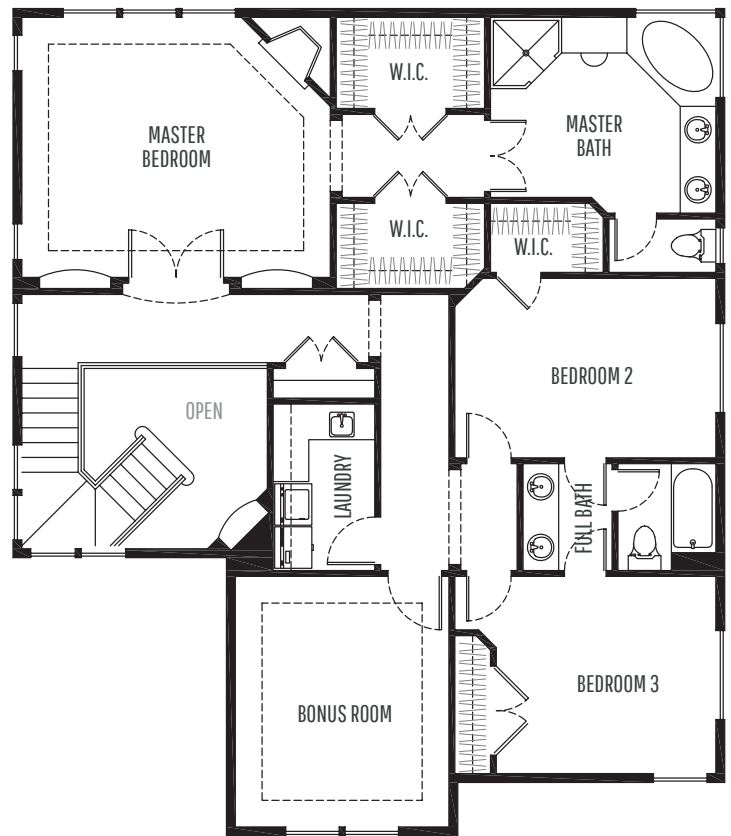 W.I.C.
MASTER
BEDROOM
MASTER
BATH
W.I.C.
W.I.C.
BEDROOM 2
OPEN
LAUNDRY
FULL BATH
BEDROOM 3
BONUS ROOM